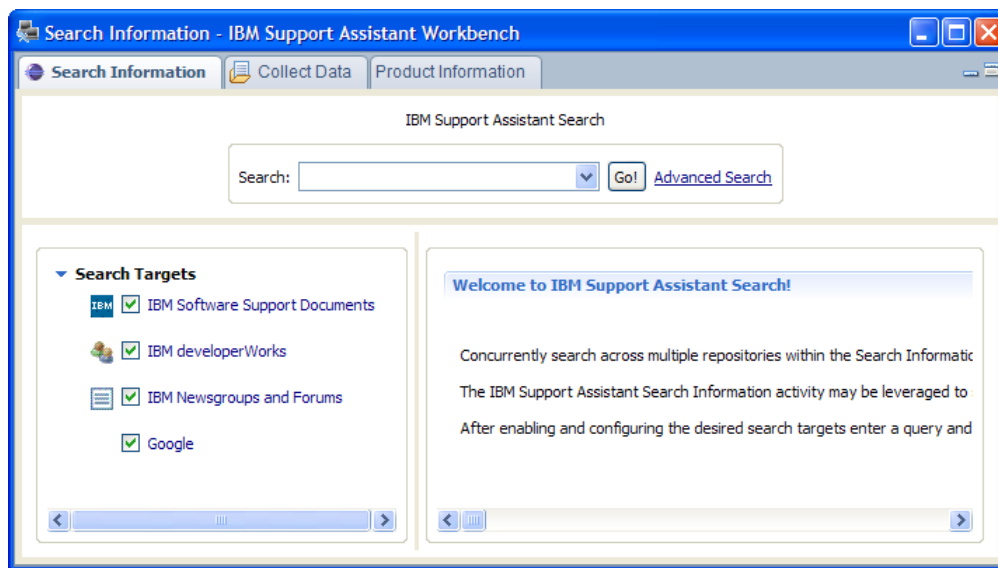 Search Information - IBM Support Assistant Workbench
Search Information Collect Data Product Information
IBM Support Assistant Search
Search: Go! Advanced Search
Search Targets
IBM IBM Software Support Documents
IBM developerWorks
IBM Newsgroups and Forums
Google
Welcome to IBM Support Assistant Search!
Concurrently search across multiple repositories within the Search
The IBM Support Assistant Search Information activity may be leveraged to
After enabling and configuring the desired search targets enter a query and